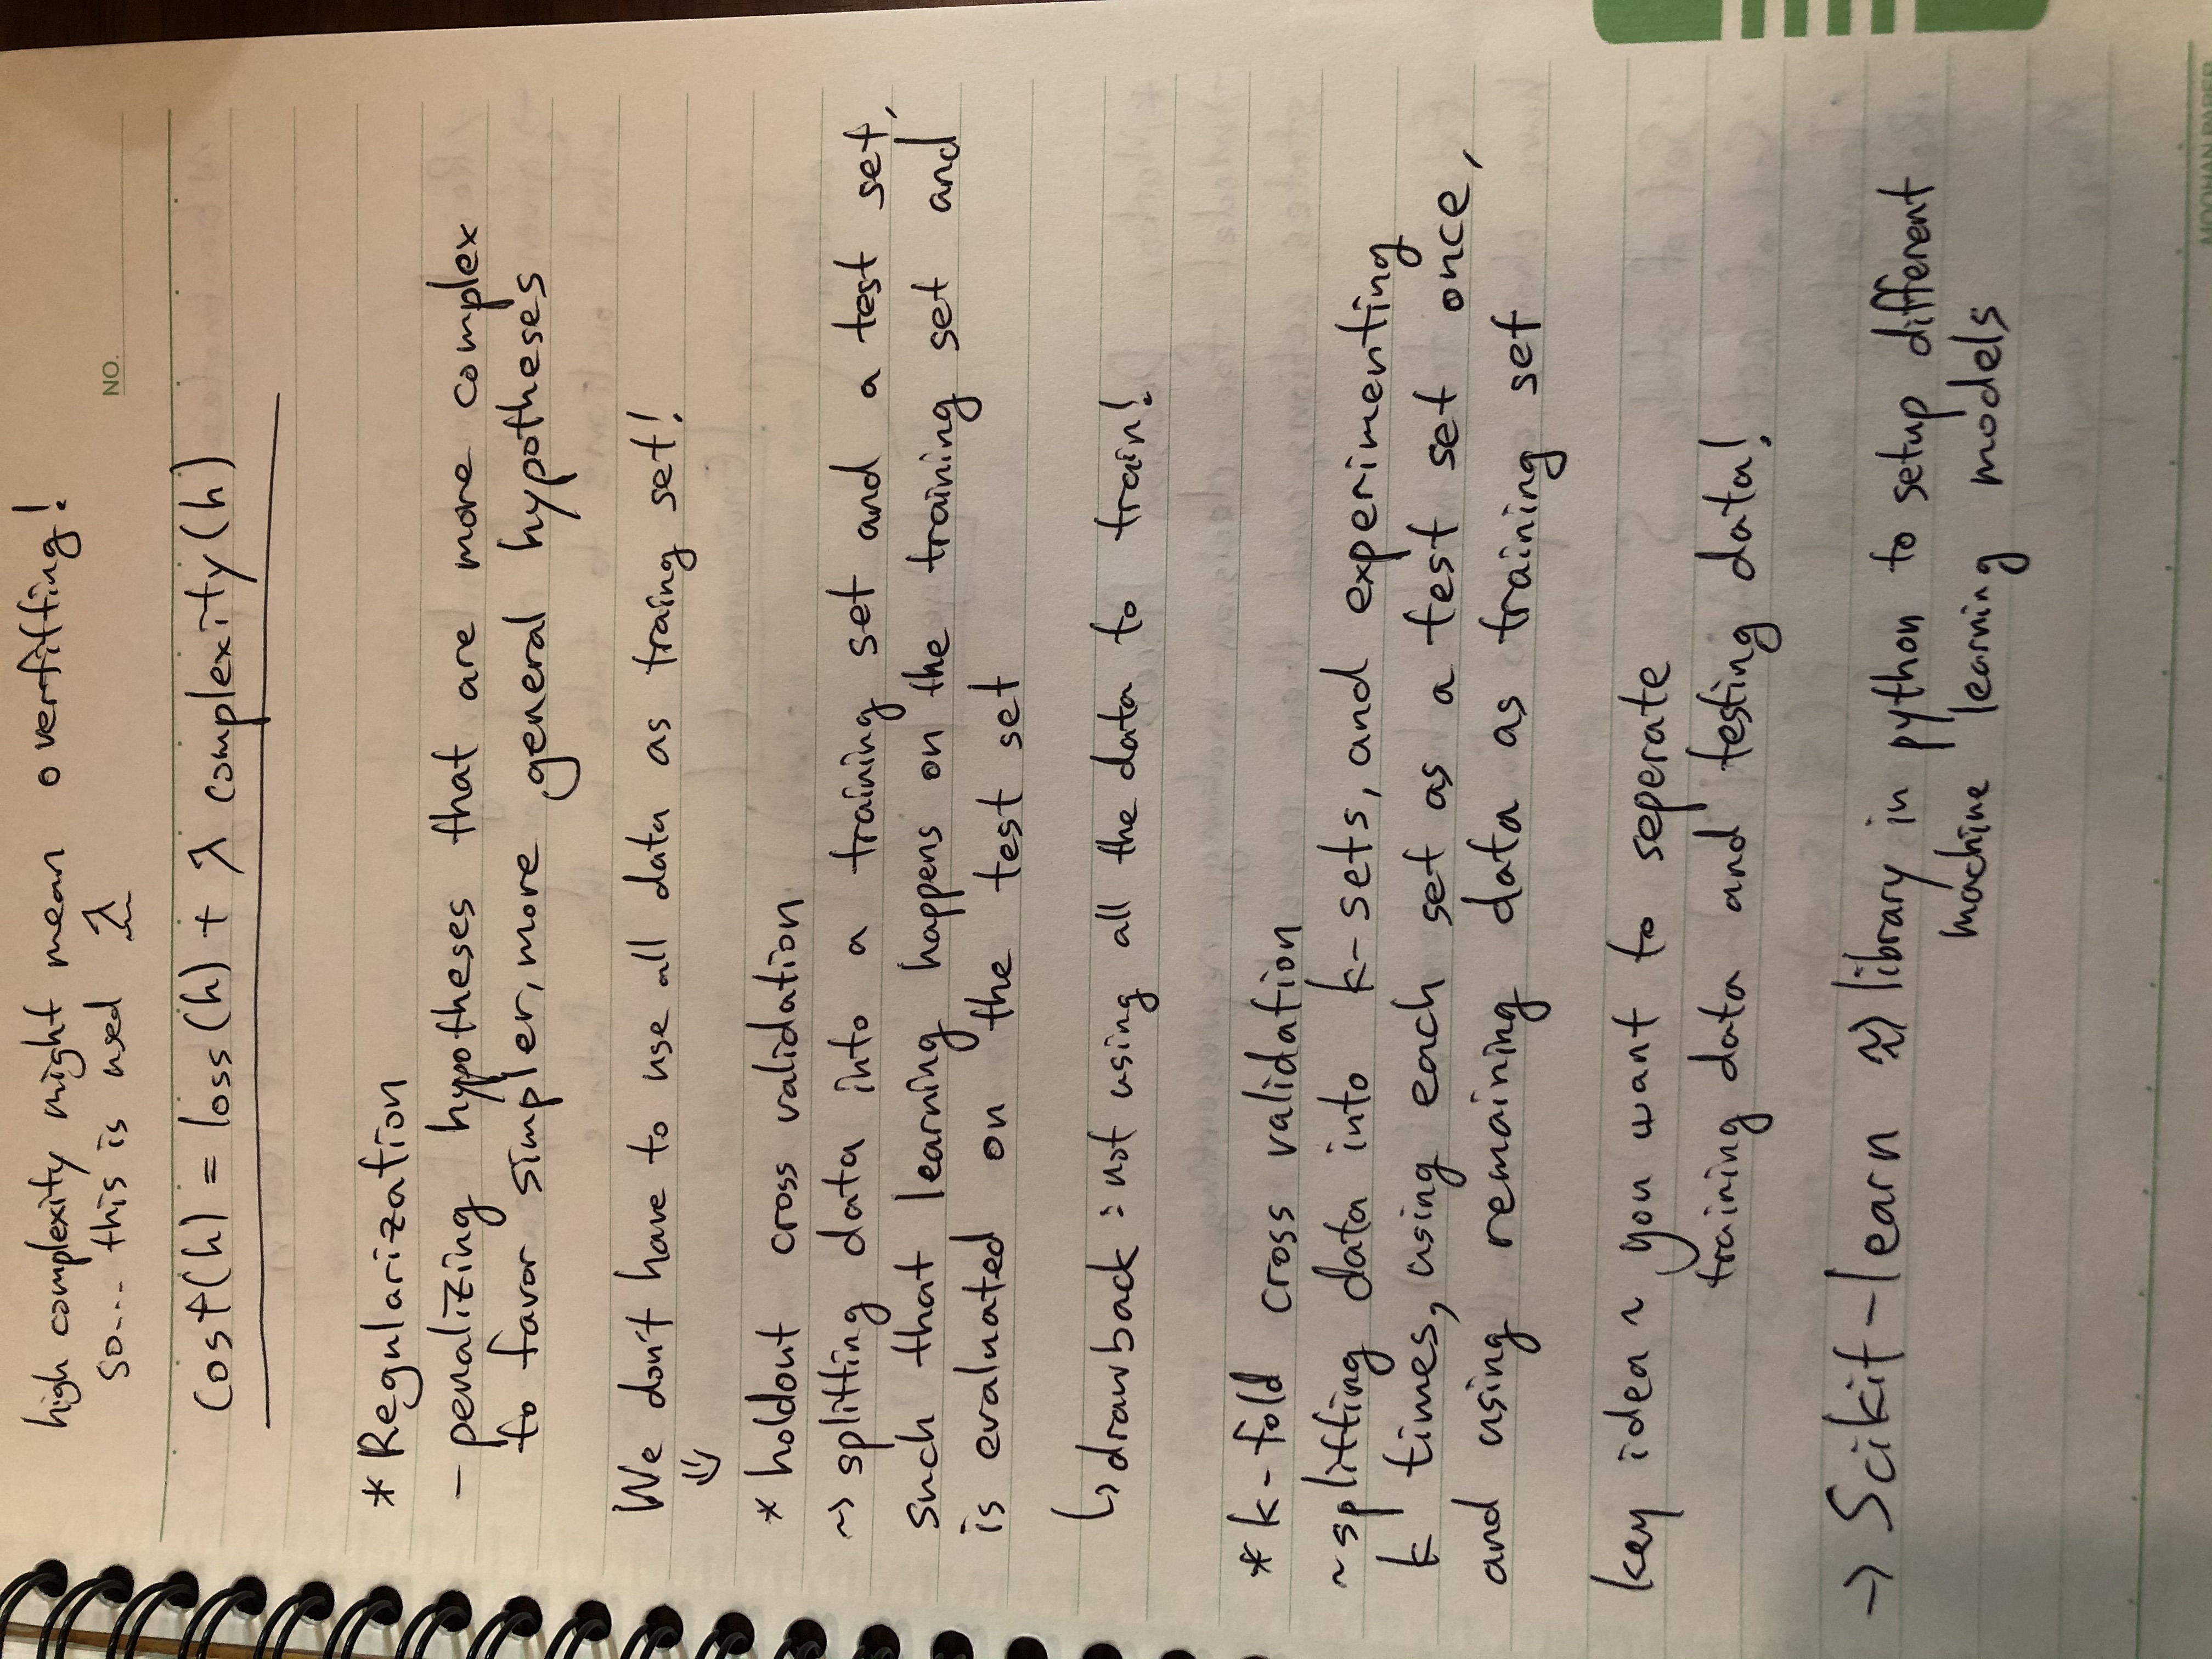 high complexity might mean overfitting!
so... this is used λ
NO.
cost(h) = loss(h) + λ complexity(h)
* Regularization
- penalizing hypotheses that are more complex
to favor simpler, more general hypotheses
We don't have to use all data as traing set!
⇓
* holdout cross validation
~> splitting data into a training set and a test set,
such that learning happens on the training set and
is evaluated on the test set
↳ drawback : not using all the data to train!
* k-fold cross validation
~ splitting data into k-sets, and experimenting
k times, using each set as a test set once,
and using remaining data as training set
key idea ~ you want to seperate
training data and testing data!
→ Scikit-learn ≈> library in python to setup different
machine learning models
MOOHAN PAPER